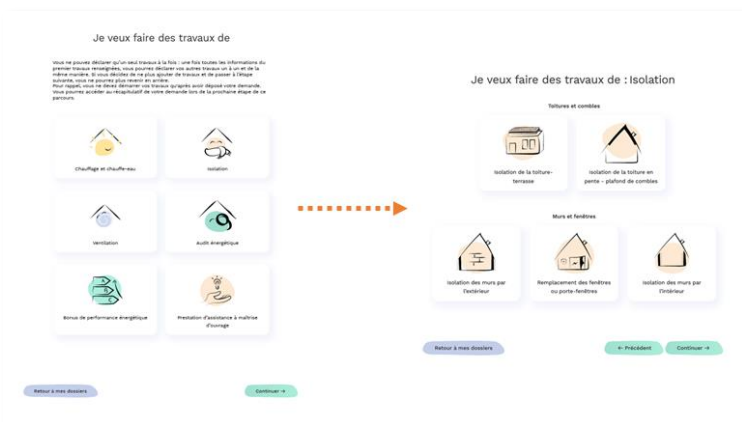 Je veux faire des travaux de
Vous ne pouvez déclarer qu'un seul travaux à la fois : une fois toutes les informations du
premier travaux renseignées, vous pourrez déclarer vos autres travaux un à un et de la
même manière. Si vous décidez de ne plus ajouter de travaux et de passer à l'étape
suivante, vous ne pourrez plus revenir en arrière.
Pour rappel, vous ne devez démarrer vos travaux qu'après avoir déposé votre demande.
Vous pourrez accéder au récapitulatif de votre demande lors de la prochaine étape de ce
parcours.
Chauffage et chauffe-eau
Isolation
Ventilation
Audit énergétique
Bonus de performance énergétique
Prestation d'assistance à maîtrise
d'ouvrage
Retour à mes dossiers
Continuer →
Je veux faire des travaux de : Isolation
Toitures et combles
Isolation de la toiture-
terrasse
Isolation de la toiture en
pente - plafond de combles
Murs et fenêtres
Isolation des murs par
l'extérieur
Remplacement des fenêtres
ou porte-fenêtres
Isolation des murs par
l'intérieur
Retour à mes dossiers
← Précédent
Continuer →